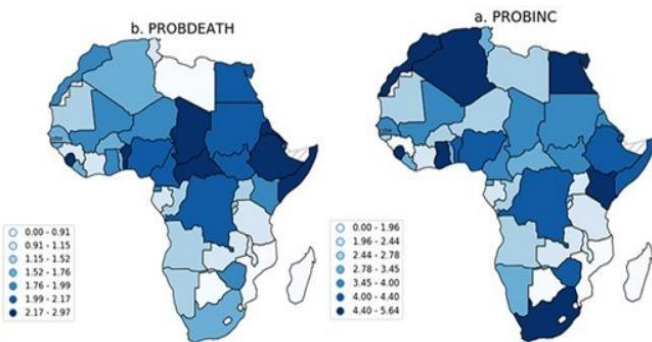 b. PROBDEATH
0.00 - 0.91
0.91 - 1.15
1.15 - 1.52
1.52 - 1.76
1.76 - 1.99
1.99 - 2.17
2.17 - 2.97
a. PROBINC
0.00 - 1.96
1.96 - 2.44
2.44 - 2.78
2.78 - 3.45
3.45 - 4.00
4.00 - 4.40
4.40 - 5.64